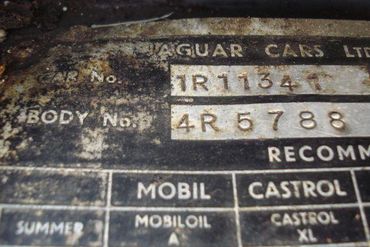 JAGUAR CARS LTD
CAR No. 1R11341
BODY No. 4R5788
RECOMM
MOBIL CASTROL
SUMMER MOBILOIL A CASTROL XL